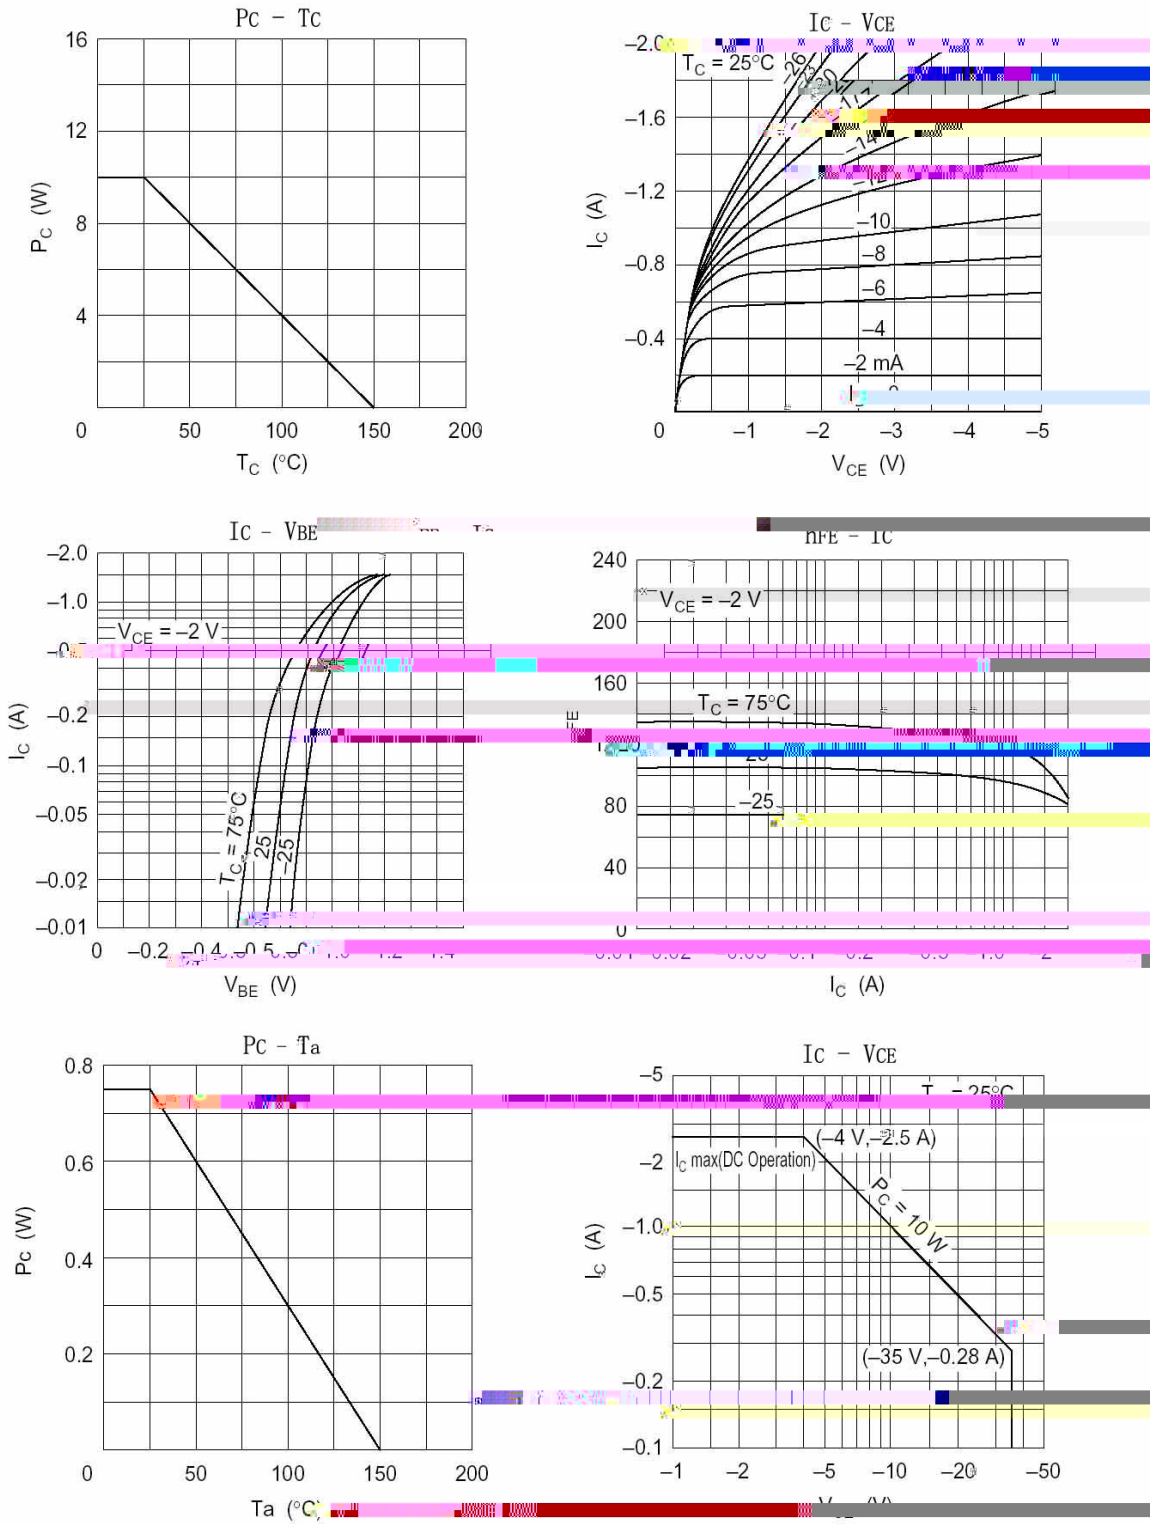 Pc - Tc
16
12
8
4
0
50
100
150
200
PC (W)
TC (°C)
Ic - VCE
–2.0
TC = 25°C
–1.6
–1.2
–0.8
–0.4
0
–1
–2
–3
–4
–5
IC (A)
VCE (V)
–26
–14
–10
–8
–6
–4
–2 mA
Ic - VBE
–2.0
–1.0
VCE = –2 V
–0.2
–0.1
–0.05
–0.02
–0.01
0
–0.2
–0.4
IC (A)
TC = 75°C
25
–25
VBE (V)
hFE - Ic
240
VCE = –2 V
200
160
TC = 75°C
–25
80
40
0
IC (A)
Pc - Ta
0.8
0.6
0.4
0.2
0
50
100
150
200
Pc (W)
Ta (°C)
Ic - VCE
–5
(–4 V,–2.5 A)
–2
IC max(DC Operation)
PC = 10 W
–1.0
–0.5
(–35 V,–0.28 A)
–0.2
–0.1
–1
–2
–5
–10
–20
–50
IC (A)